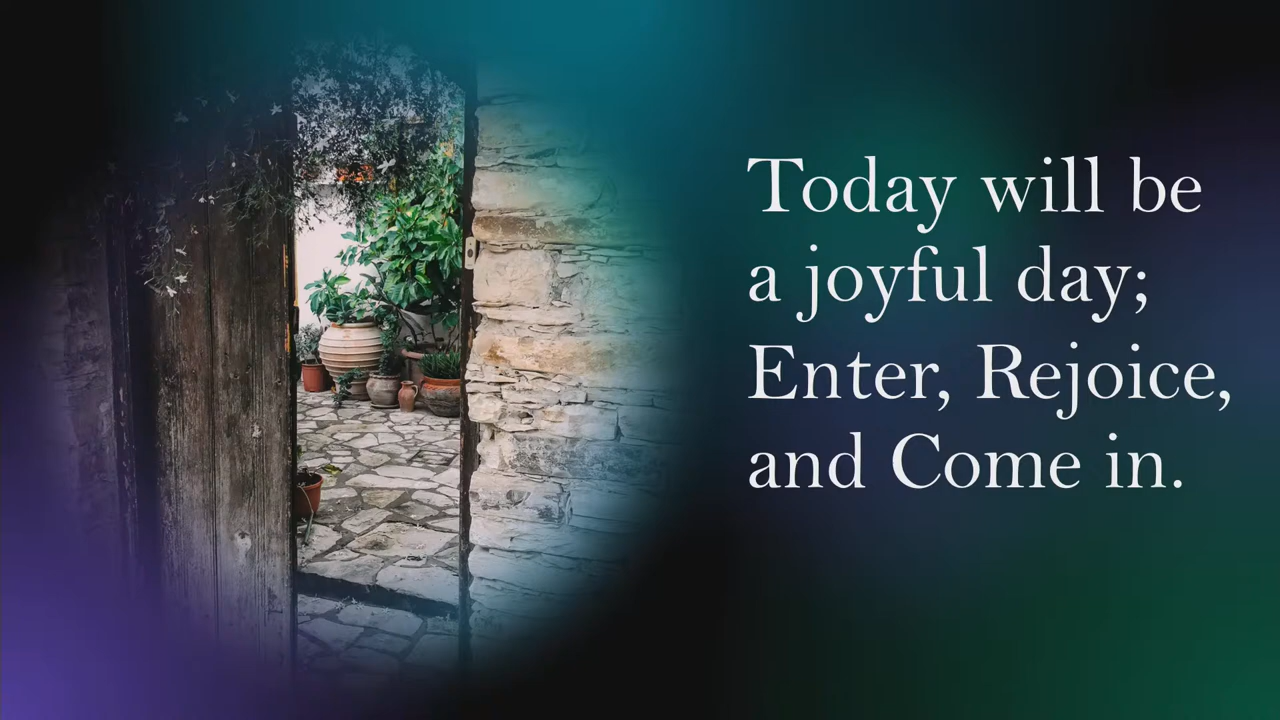 Today will be
a joyful day;
Enter, Rejoice,
and Come in.